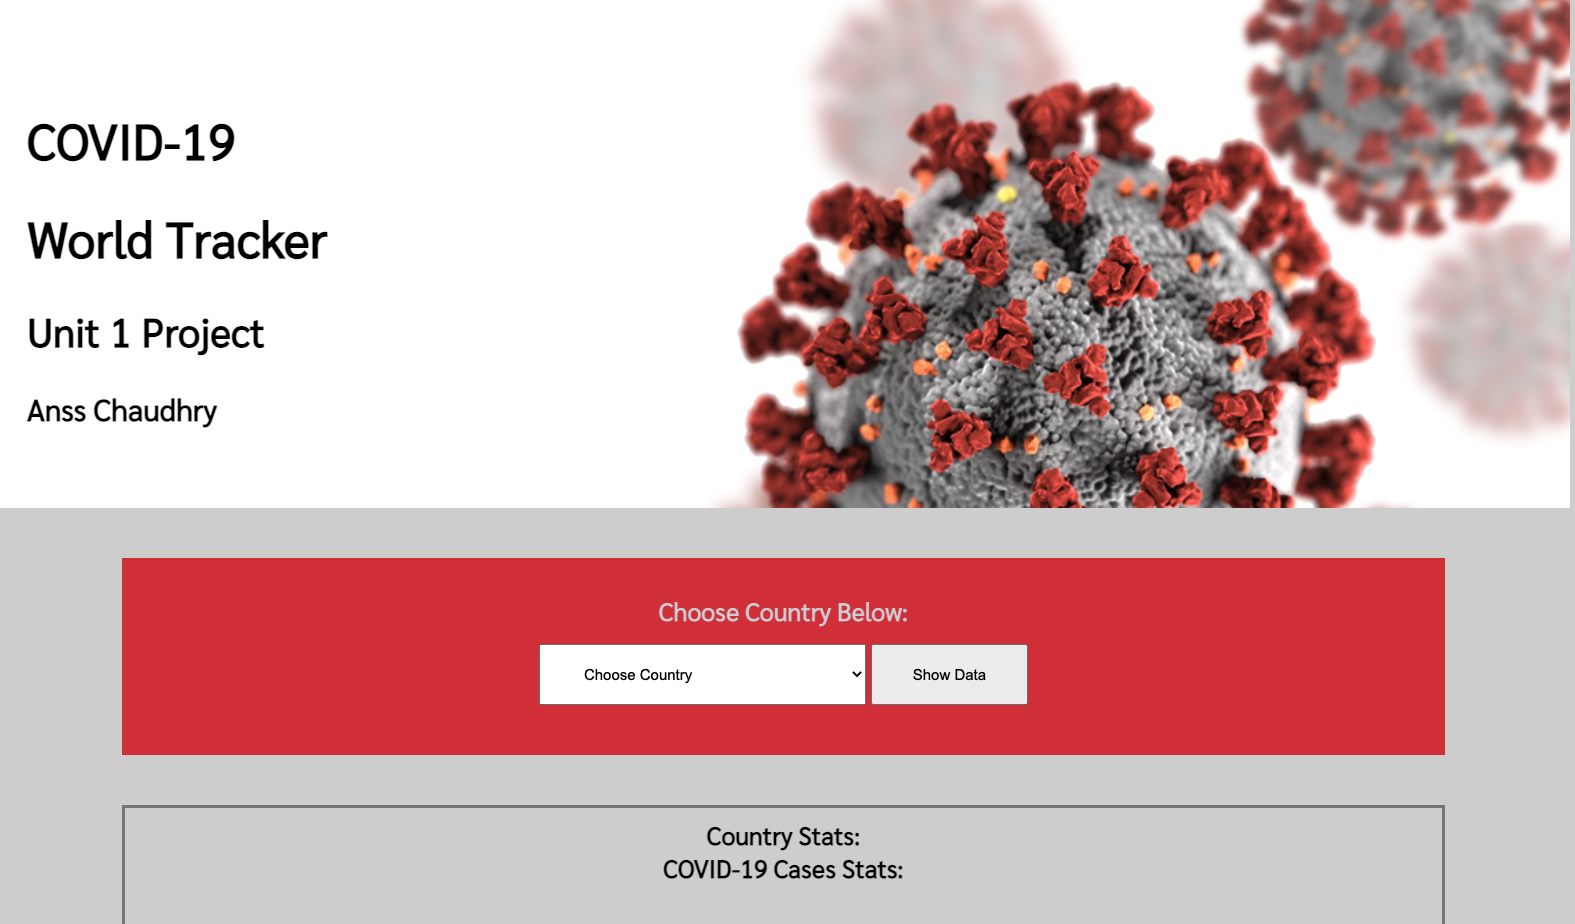 COVID-19
World Tracker
Unit 1 Project
Anss Chaudhry
Choose Country Below:
Choose Country Show Data
Country Stats:
COVID-19 Cases Stats: